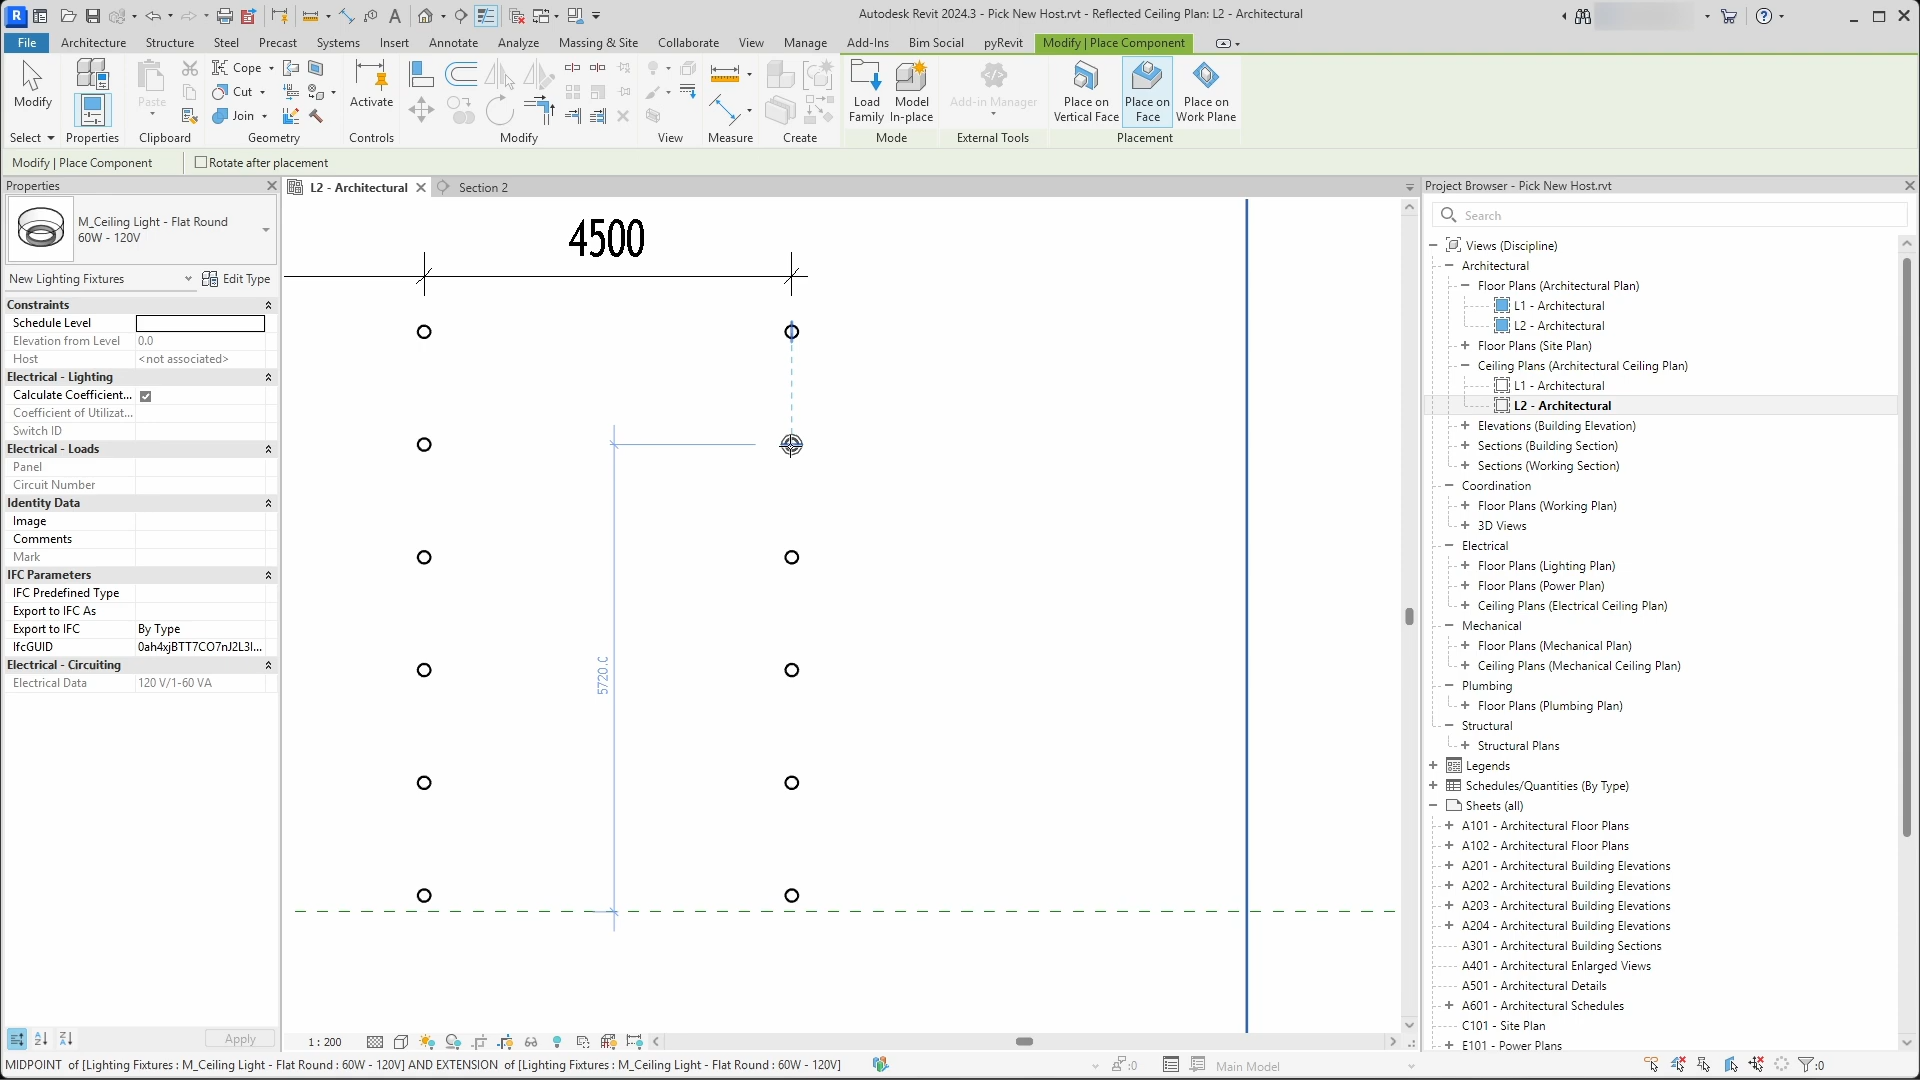 Autodesk Revit 2024.3 - Pick New Host.rvt - Reflected Ceiling Plan: L2 - Architectural
File Architecture Structure Steel Precast Systems Insert Annotate Analyze Massing & Site Collaborate View Manage Add-Ins Bim Social pyRevit Modify | Place Component
Modify
Paste
Cope
Cut
Join
Activate
Load Family
Model In-place
Add-in Manager
Place on Vertical Face
Place on Face
Place on Work Plane
Select Properties Clipboard Geometry Controls Modify View Measure Create Mode External Tools Placement
Modify | Place Component Rotate after placement
Properties
L2 - Architectural
Section 2
Project Browser - Pick New Host.rvt
M_Ceiling Light - Flat Round
60W - 120V
New Lighting Fixtures Edit Type
Constraints
Schedule Level
Elevation from Level 0.0
Host <not associated>
Electrical - Lighting
Calculate Coefficient...
Coefficient of Utilizat...
Switch ID
Electrical - Loads
Panel
Circuit Number
Identity Data
Image
Comments
Mark
IFC Parameters
IFC Predefined Type
Export to IFC As
Export to IFC By Type
IfcGUID 0ah4xjBTT7CO7nJ2L3l...
Electrical - Circuiting
Electrical Data 120 V/1-60 VA
Apply
4500
5720.C
1 : 200
Search
Views (Discipline)
Architectural
Floor Plans (Architectural Plan)
L1 - Architectural
L2 - Architectural
Floor Plans (Site Plan)
Ceiling Plans (Architectural Ceiling Plan)
L1 - Architectural
L2 - Architectural
Elevations (Building Elevation)
Sections (Building Section)
Sections (Working Section)
Coordination
Floor Plans (Working Plan)
3D Views
Electrical
Floor Plans (Lighting Plan)
Floor Plans (Power Plan)
Ceiling Plans (Electrical Ceiling Plan)
Mechanical
Floor Plans (Mechanical Plan)
Ceiling Plans (Mechanical Ceiling Plan)
Plumbing
Floor Plans (Plumbing Plan)
Structural
Structural Plans
Legends
Schedules/Quantities (By Type)
Sheets (all)
A101 - Architectural Floor Plans
A102 - Architectural Floor Plans
A201 - Architectural Building Elevations
A202 - Architectural Building Elevations
A203 - Architectural Building Elevations
A204 - Architectural Building Elevations
A301 - Architectural Building Sections
A401 - Architectural Enlarged Views
A501 - Architectural Details
A601 - Architectural Schedules
C101 - Site Plan
E101 - Power Plans
MIDPOINT of [Lighting Fixtures : M_Ceiling Light - Flat Round : 60W - 120V] AND EXTENSION of [Lighting Fixtures : M_Ceiling Light - Flat Round : 60W - 120V]
:0
Main Model
:0